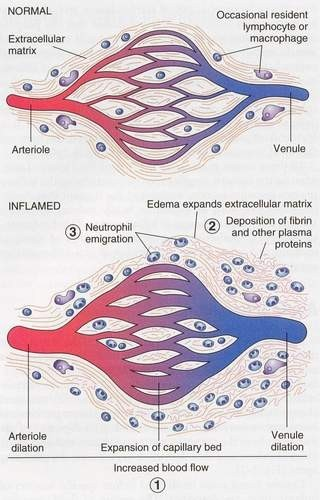 NORMAL
Occasional resident
lymphocyte or
macrophage
Extracellular
matrix
Arteriole
Venule
INFLAMED
Edema expands extracellular matrix
3 Neutrophil
emigration
2 Deposition of fibrin
and other plasma
proteins
Arteriole
dilation
Expansion of capillary bed
Venule
dilation
Increased blood flow
1